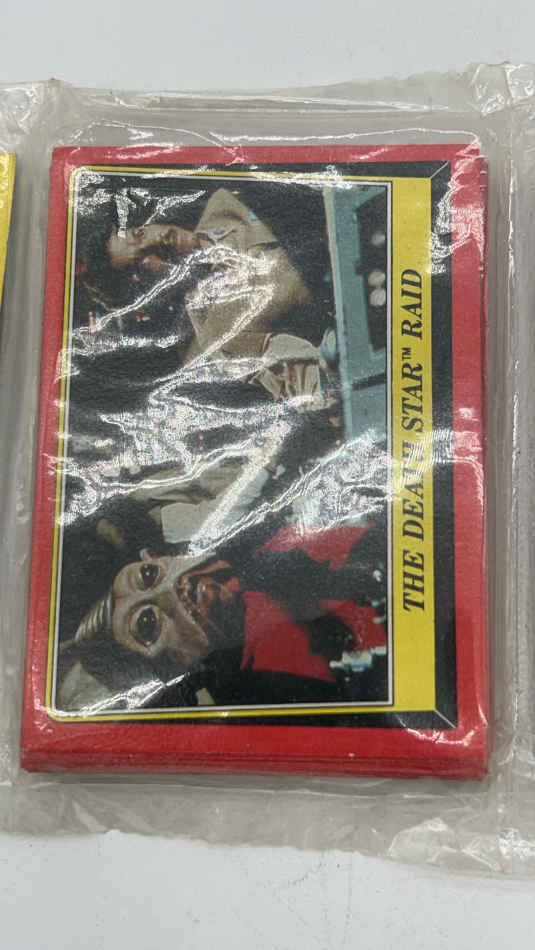 THE DEATH STAR™ RAID